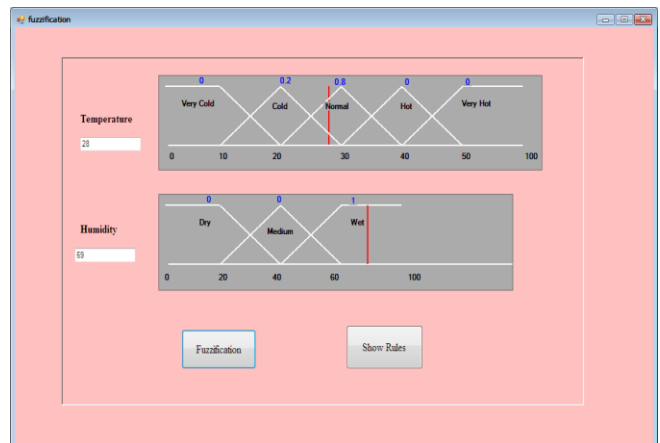 fuzzification
0 0.2 0.8 0 0
Very Cold Cold Normal Hot Very Hot
Temperature
28
0 10 20 30 40 50 100
0 0 1
Dry Medium Wet
Humidity
69
0 20 40 60 100
Fuzzification Show Rules